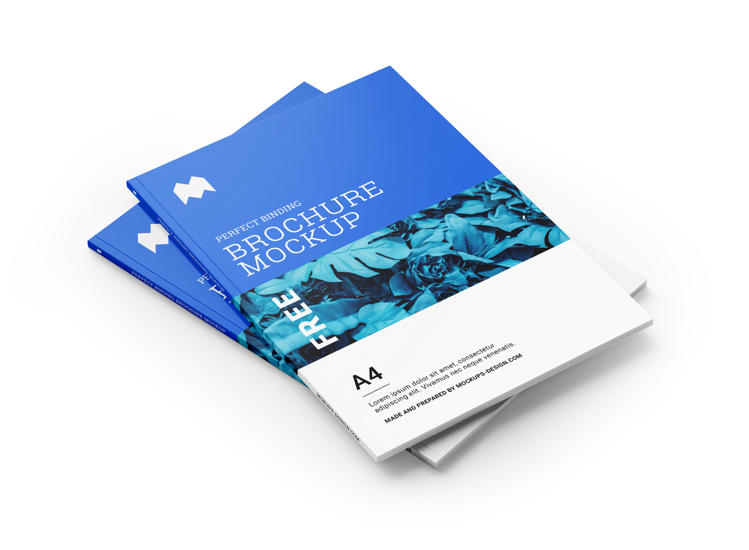 PERFECT BINDING
BROCHURE
MOCKUP
FREE
A4
Lorem ipsum dolor sit amet, consectetur
adipiscing elit. Vivamus nec neque venenatis.
MADE AND PREPARED BY MOCKUPS-DESIGN.COM
PERFECT BINDING BROCHURE MOCKUP